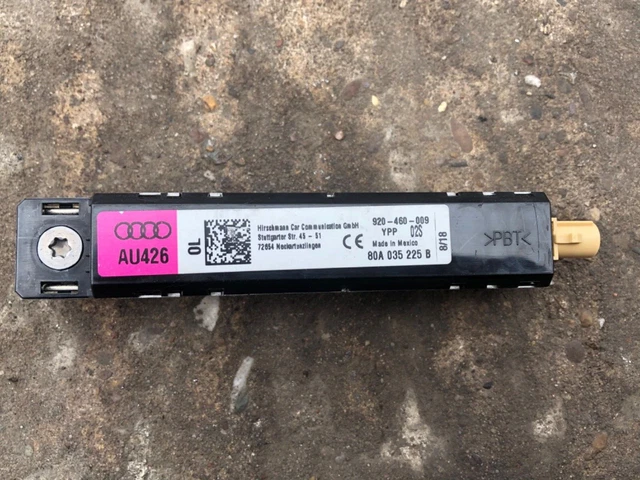 AU426
OL
Hirschmann Car Communication GmbH
Stuttgarter Str. 45 - 51
72654 Neckartenzlingen
CE
920-460-009
YPP 02S
Made in Mexico
80A 035 225 B
8/18
>PBT<